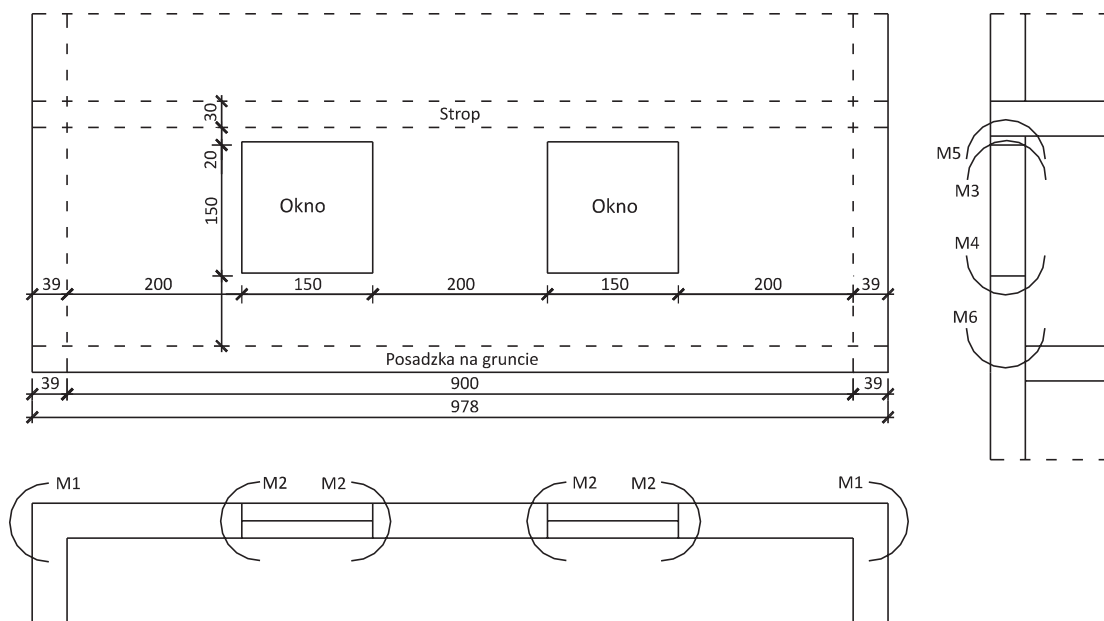 30
Strop
20
150
Okno
Okno
39
200
150
200
150
200
39
Posadzka na gruncie
39
900
39
978
M5
M3
M4
M6
M1
M2
M2
M2
M2
M1